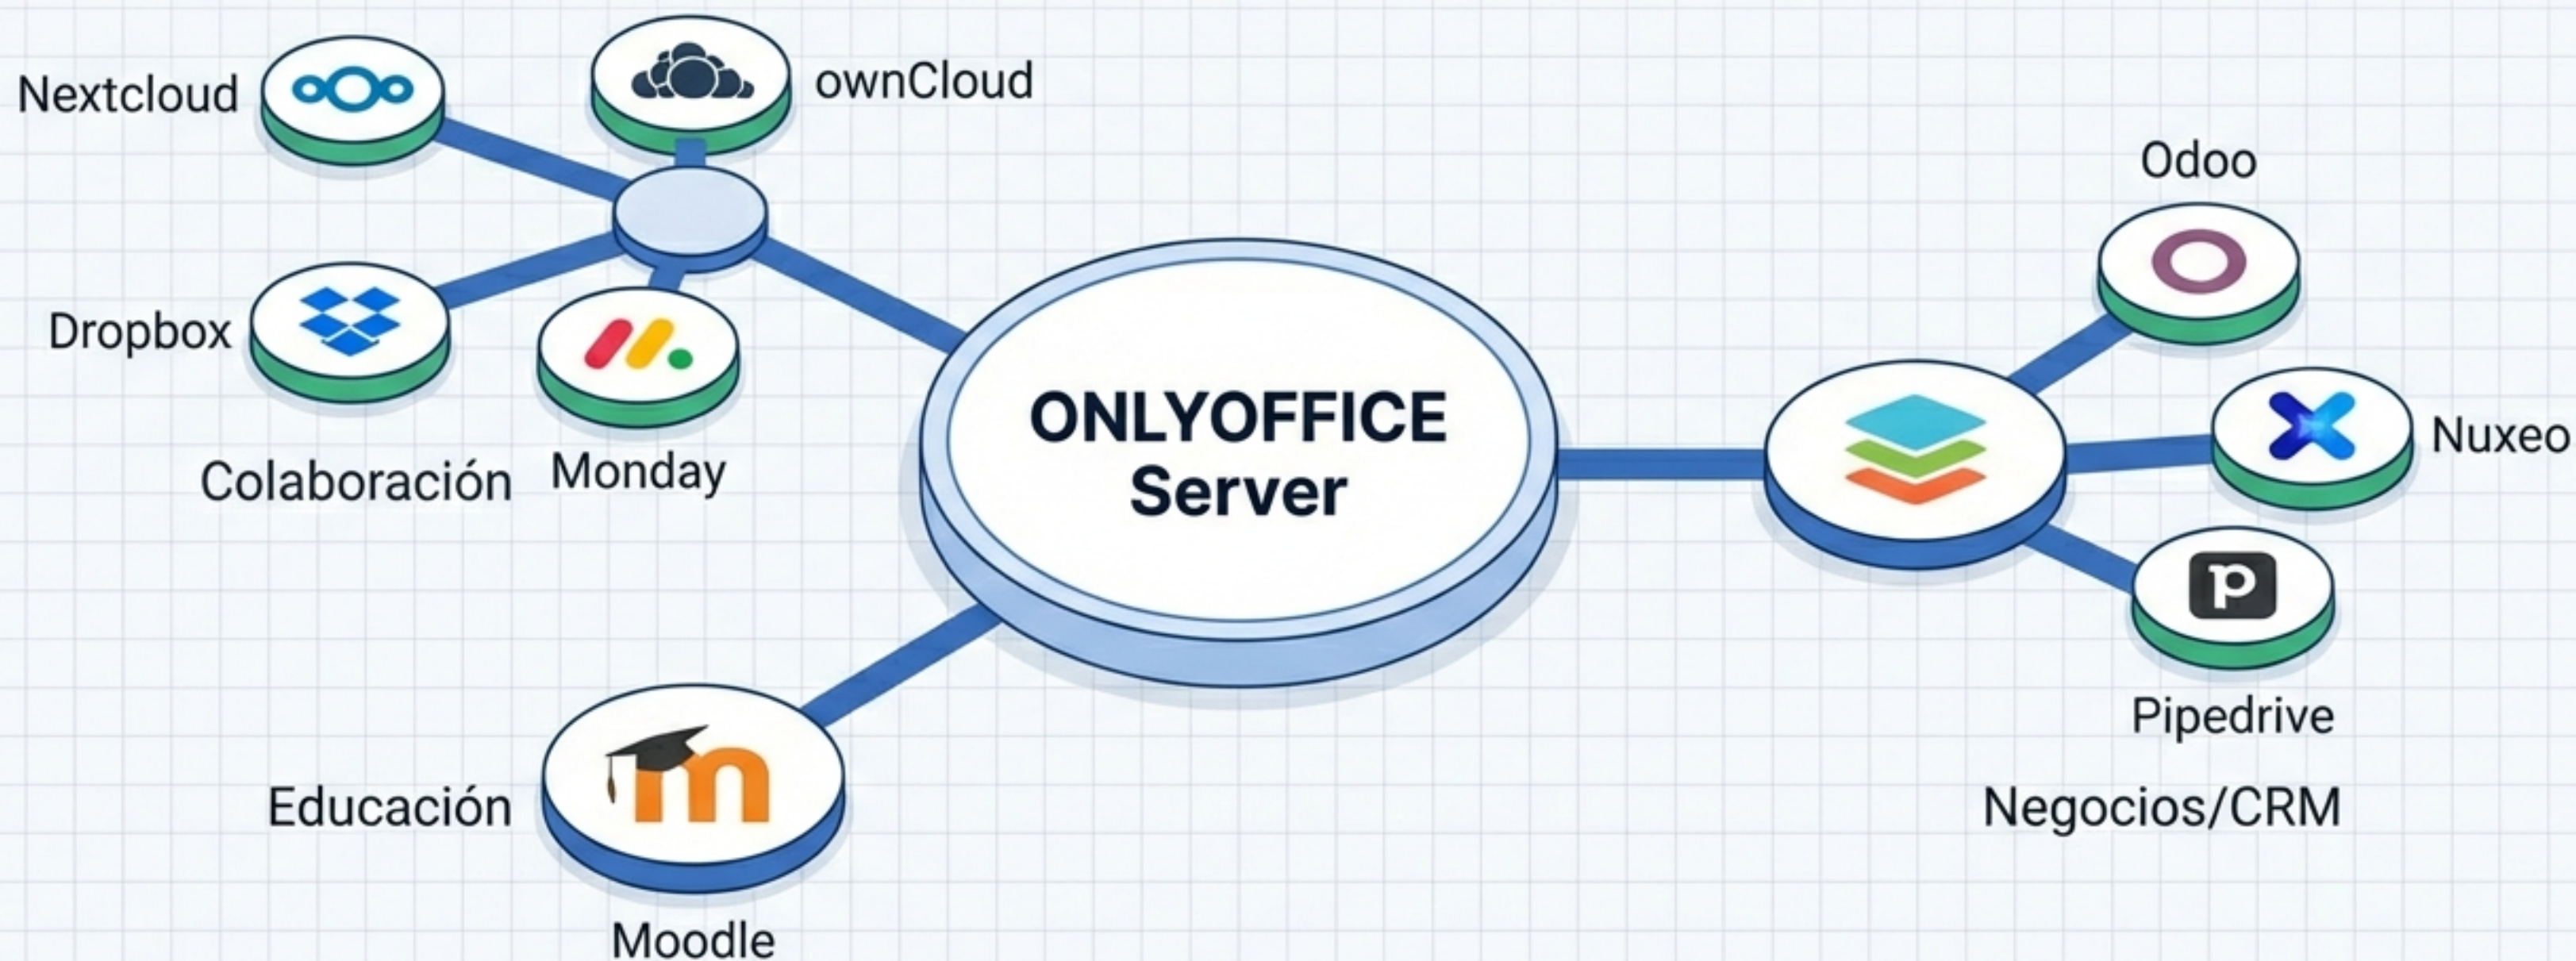 Nextcloud
ownCloud
Dropbox
Monday
Colaboración
ONLYOFFICE
Server
Educación
m
Moodle
Odoo
Nuxeo
p
Pipedrive
Negocios/CRM